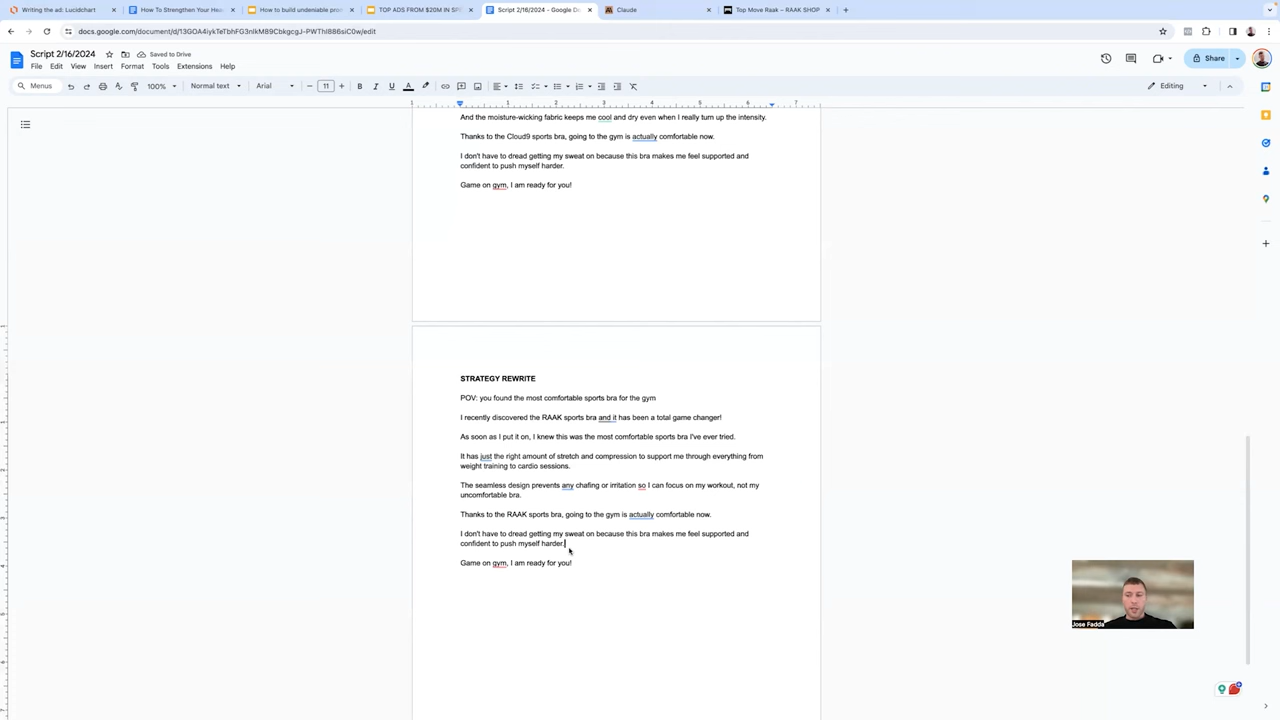 Writing the ad: Lucidchart
How To Strengthen Your Hea
How to build undeniable pro
TOP ADS FROM $20M IN SP
Script 2/16/2024 - Google Do
Claude
Top Move Raak – RAAK SHOP
docs.google.com/document/d/13GOA4iykTeTbhFG3nlkM89CbkgcgJ-PWThI886siC0w/edit
Script 2/16/2024
Saved to Drive
File Edit View Insert Format Tools Extensions Help
Share
Menus
100%
Normal text
Arial
11
Editing
And the moisture-wicking fabric keeps me cool and dry even when I really turn up the intensity.
Thanks to the Cloud9 sports bra, going to the gym is actually comfortable now.
I don't have to dread getting my sweat on because this bra makes me feel supported and
confident to push myself harder.
Game on gym, I am ready for you!
STRATEGY REWRITE
POV: you found the most comfortable sports bra for the gym
I recently discovered the RAAK sports bra and it has been a total game changer!
As soon as I put it on, I knew this was the most comfortable sports bra I've ever tried.
It has just the right amount of stretch and compression to support me through everything from
weight training to cardio sessions.
The seamless design prevents any chafing or irritation so I can focus on my workout, not my
uncomfortable bra.
Thanks to the RAAK sports bra, going to the gym is actually comfortable now.
I don't have to dread getting my sweat on because this bra makes me feel supported and
confident to push myself harder.
Game on gym, I am ready for you!
Jose Fadda